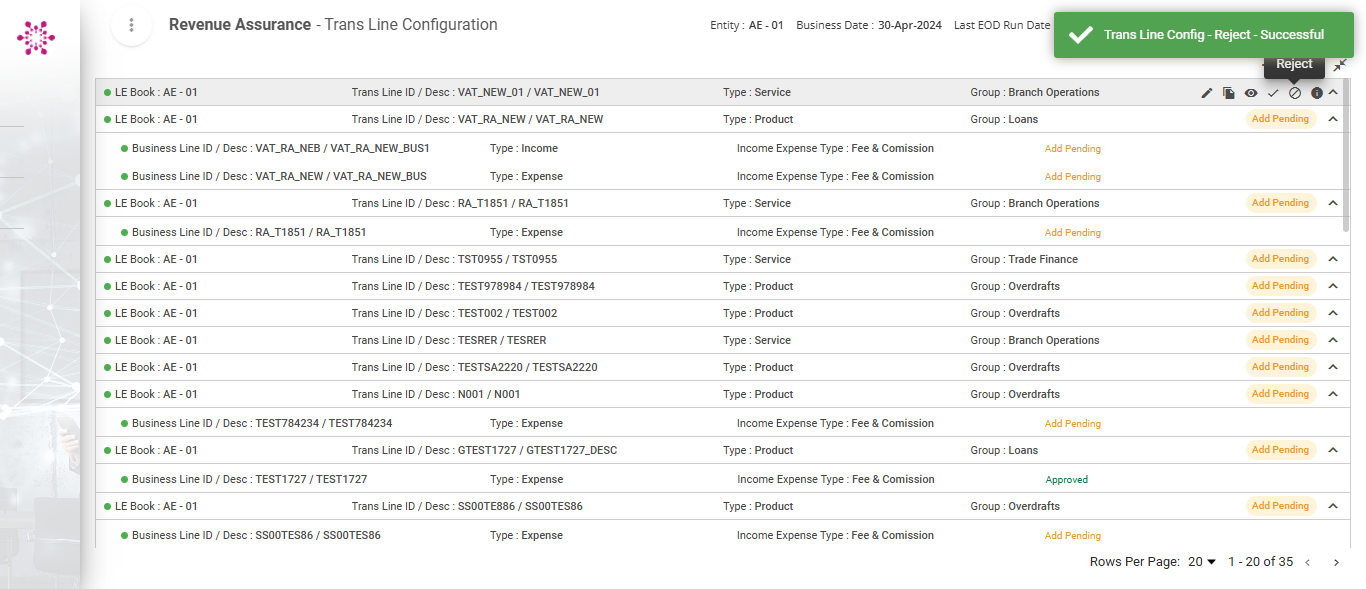 Revenue Assurance - Trans Line Configuration
Entity : AE - 01 Business Date : 30-Apr-2024 Last EOD Run Date
Trans Line Config - Reject - Successful
Reject
LE Book : AE - 01 Trans Line ID / Desc : VAT_NEW_01 / VAT_NEW_01 Type : Service Group : Branch Operations
LE Book : AE - 01 Trans Line ID / Desc : VAT_RA_NEW / VAT_RA_NEW Type : Product Group : Loans Add Pending
Business Line ID / Desc : VAT_RA_NEB / VAT_RA_NEW_BUS1 Type : Income Income Expense Type : Fee & Comission Add Pending
Business Line ID / Desc : VAT_RA_NEW / VAT_RA_NEW_BUS Type : Expense Income Expense Type : Fee & Comission Add Pending
LE Book : AE - 01 Trans Line ID / Desc : RA_T1851 / RA_T1851 Type : Service Group : Branch Operations Add Pending
Business Line ID / Desc : RA_T1851 / RA_T1851 Type : Expense Income Expense Type : Fee & Comission Add Pending
LE Book : AE - 01 Trans Line ID / Desc : TST0955 / TST0955 Type : Service Group : Trade Finance Add Pending
LE Book : AE - 01 Trans Line ID / Desc : TEST978984 / TEST978984 Type : Product Group : Overdrafts Add Pending
LE Book : AE - 01 Trans Line ID / Desc : TEST002 / TEST002 Type : Product Group : Overdrafts Add Pending
LE Book : AE - 01 Trans Line ID / Desc : TESRER / TESRER Type : Service Group : Branch Operations Add Pending
LE Book : AE - 01 Trans Line ID / Desc : TESTSA2220 / TESTSA2220 Type : Product Group : Overdrafts Add Pending
LE Book : AE - 01 Trans Line ID / Desc : N001 / N001 Type : Product Group : Overdrafts Add Pending
Business Line ID / Desc : TEST784234 / TEST784234 Type : Expense Income Expense Type : Fee & Comission Add Pending
LE Book : AE - 01 Trans Line ID / Desc : GTEST1727 / GTEST1727_DESC Type : Product Group : Loans Add Pending
Business Line ID / Desc : TEST1727 / TEST1727 Type : Expense Income Expense Type : Fee & Comission Approved
LE Book : AE - 01 Trans Line ID / Desc : SS00TE886 / SS00TES86 Type : Product Group : Overdrafts Add Pending
Business Line ID / Desc : SS00TES86 / SS00TES86 Type : Expense Income Expense Type : Fee & Comission Add Pending
Rows Per Page: 20 1 - 20 of 35